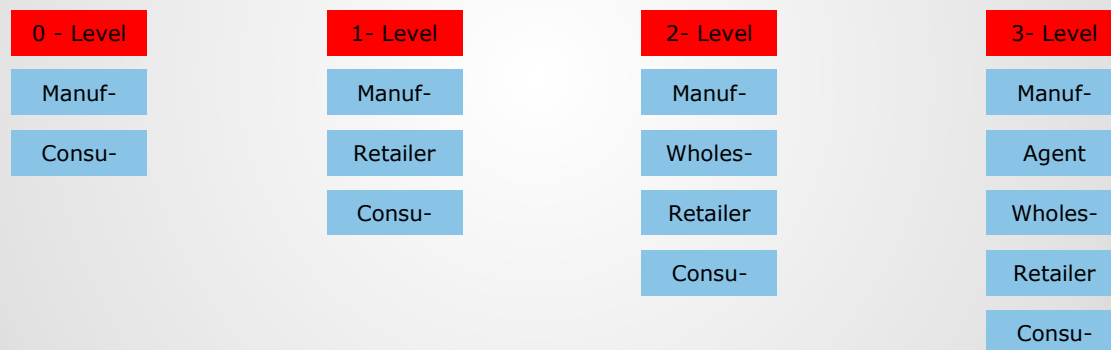 0 - Level
Manuf-
Consu-
1- Level
Manuf-
Retailer
Consu-
2- Level
Manuf-
Wholes-
Retailer
Consu-
3- Level
Manuf-
Agent
Wholes-
Retailer
Consu-